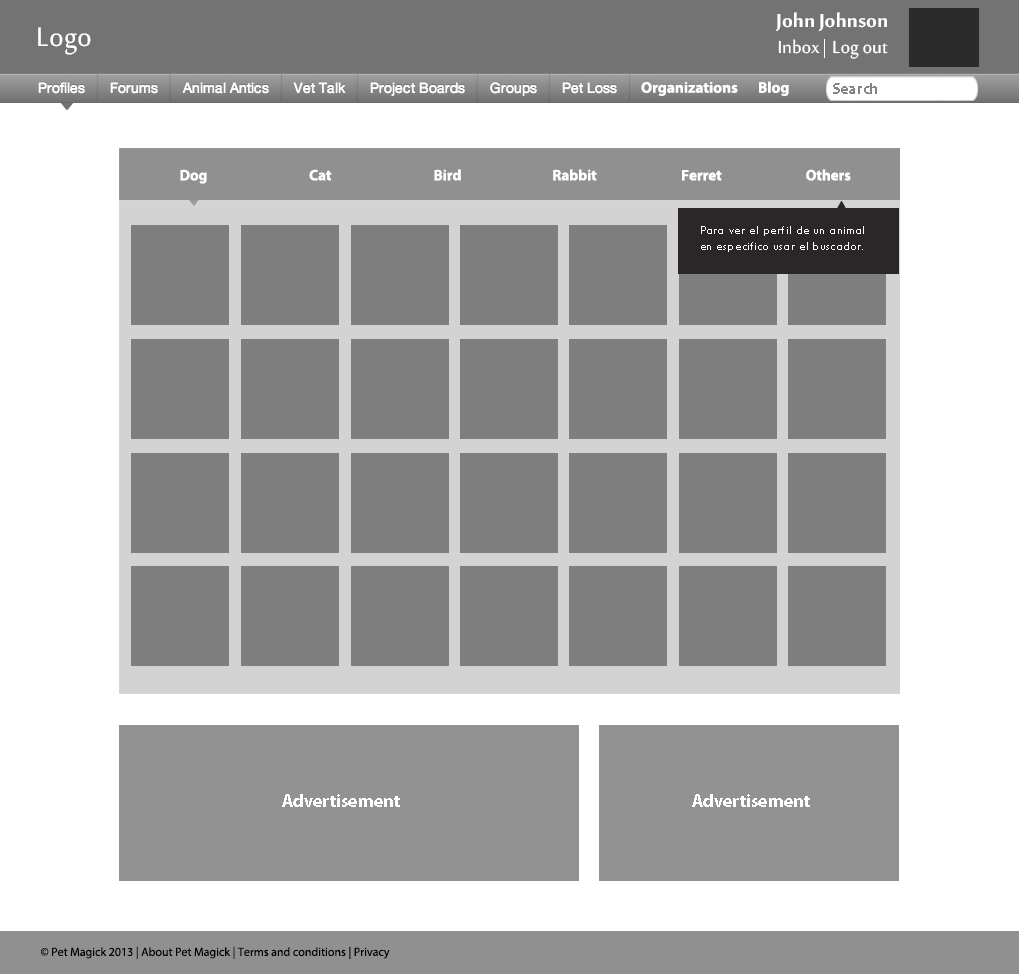 Logo
John Johnson
Inbox | Log out
Profiles Forums Animal Antics Vet Talk Project Boards Groups Pet Loss Organizations Blog Search
Dog Cat Bird Rabbit Ferret Others
Para ver el perfil de un animal
en especifico usar el buscador.
Advertisement Advertisement
© Pet Magick 2013 | About Pet Magick | Terms and conditions | Privacy